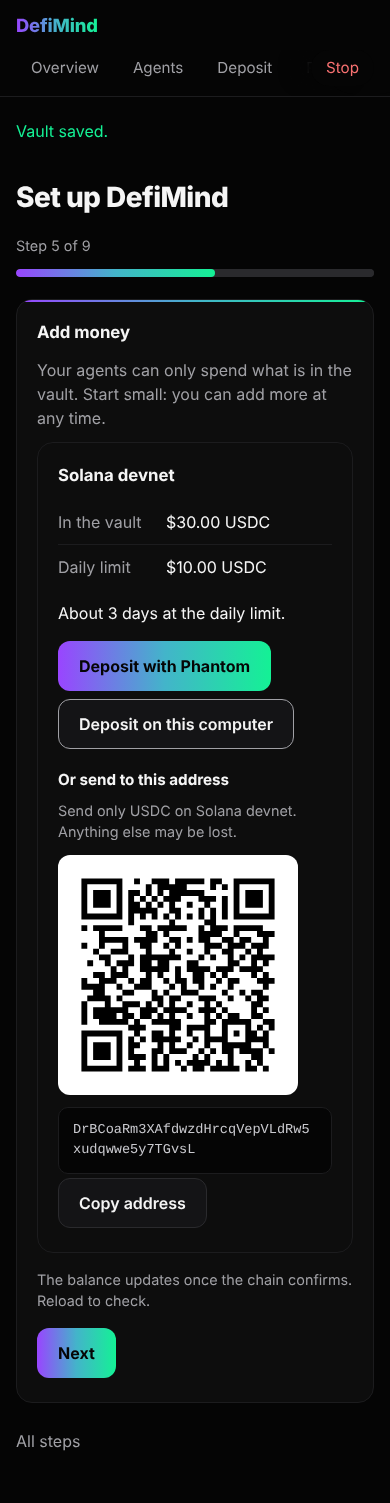 DefiMind
Overview Agents Deposit Stop
Vault saved.
Set up DefiMind
Step 5 of 9
Add money
Your agents can only spend what is in the
vault. Start small: you can add more at
any time.
Solana devnet
In the vault $30.00 USDC
Daily limit $10.00 USDC
About 3 days at the daily limit.
Deposit with Phantom
Deposit on this computer
Or send to this address
Send only USDC on Solana devnet.
Anything else may be lost.
DrBCoaRm3XAfdwzdHrcqVepVLdRw5
xudqwwe5y7TGvsL
Copy address
The balance updates once the chain confirms.
Reload to check.
Next
All steps